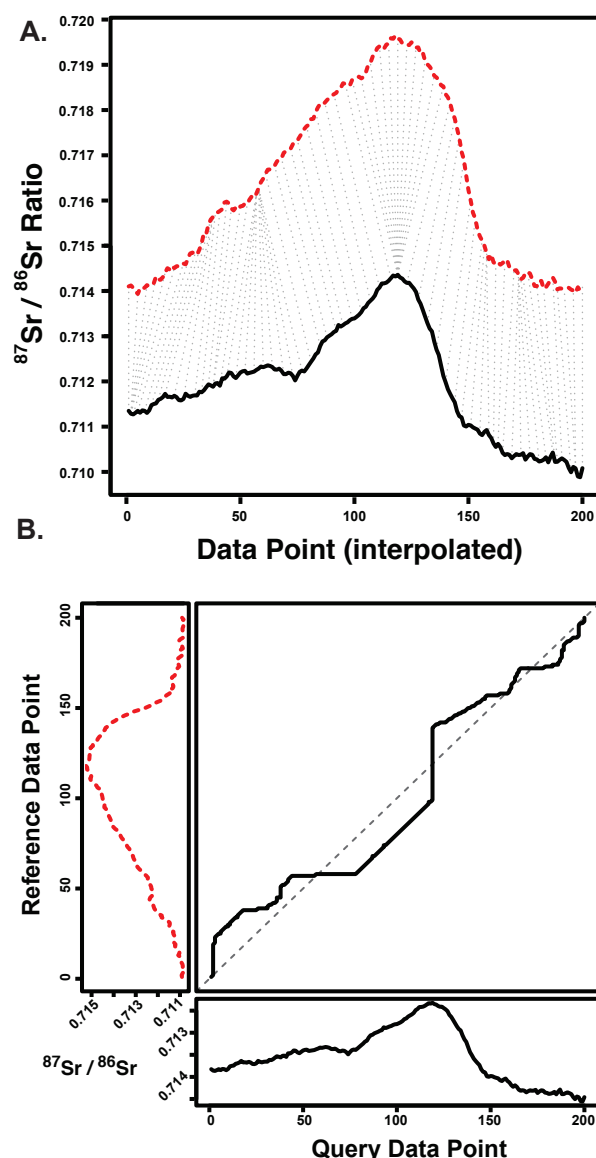 A.
0.720
0.719
0.718
0.717
0.716
0.715
0.714
0.713
0.712
0.711
0.710
87Sr / 86Sr Ratio
0 50 100 150 200
Data Point (interpolated)
B.
200
150
100
50
0
Reference Data Point
0.715 0.713 0.711
87Sr / 86Sr
0.713
0.714
0 50 100 150 200
Query Data Point